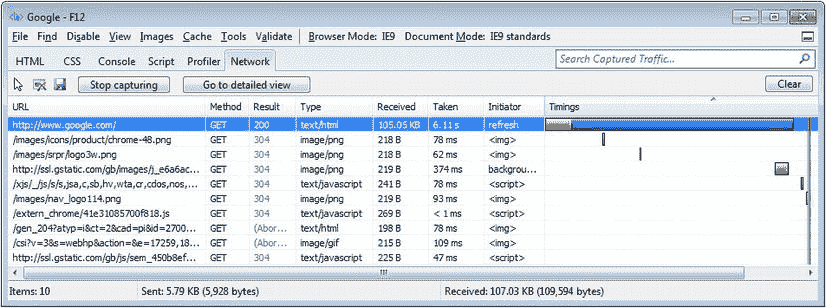 Google - F12
File Find Disable View Images Cache Tools Validate Browser Mode: IE9 Document Mode: IE9 standards
HTML CSS Console Script Profiler Network Search Captured Traffic...
Stop capturing Go to detailed view Clear
URL Method Result Type Received Taken Initiator Timings
http://www.google.com/ GET 200 text/html 105.05 KB 6.11 s refresh
/images/icons/product/chrome-48.png GET 304 image/png 218 B 78 ms <img>
/images/srpr/logo3w.png GET 304 image/png 218 B 62 ms <img>
http://ssl.gstatic.com/gb/images/j_e6a6ac... GET 304 image/png 219 B 374 ms backgrou...
/xjs/_/js/s/s,jsa,c,sb,hv,wta,cr,cdos,nos,... GET 304 text/javascript 241 B 78 ms <script>
/images/nav_logo114.png GET 304 image/png 219 B 93 ms <img>
/extern_chrome/41e31085700f818.js GET 304 text/javascript 269 B < 1 ms <script>
/gen_204?atyp=i&ct=2&cad=pi&id=2700... GET (Abor... text/html 198 B 78 ms <img>
/csi?v=3&s=webhp&action=&e=17259,18... GET (Abor... image/gif 215 B 109 ms <img>
http://ssl.gstatic.com/gb/js/sem_450b8ef... GET 304 text/javascript 225 B 47 ms <script>
Items: 10 Sent: 5.79 KB (5,928 bytes) Received: 107.03 KB (109,594 bytes)